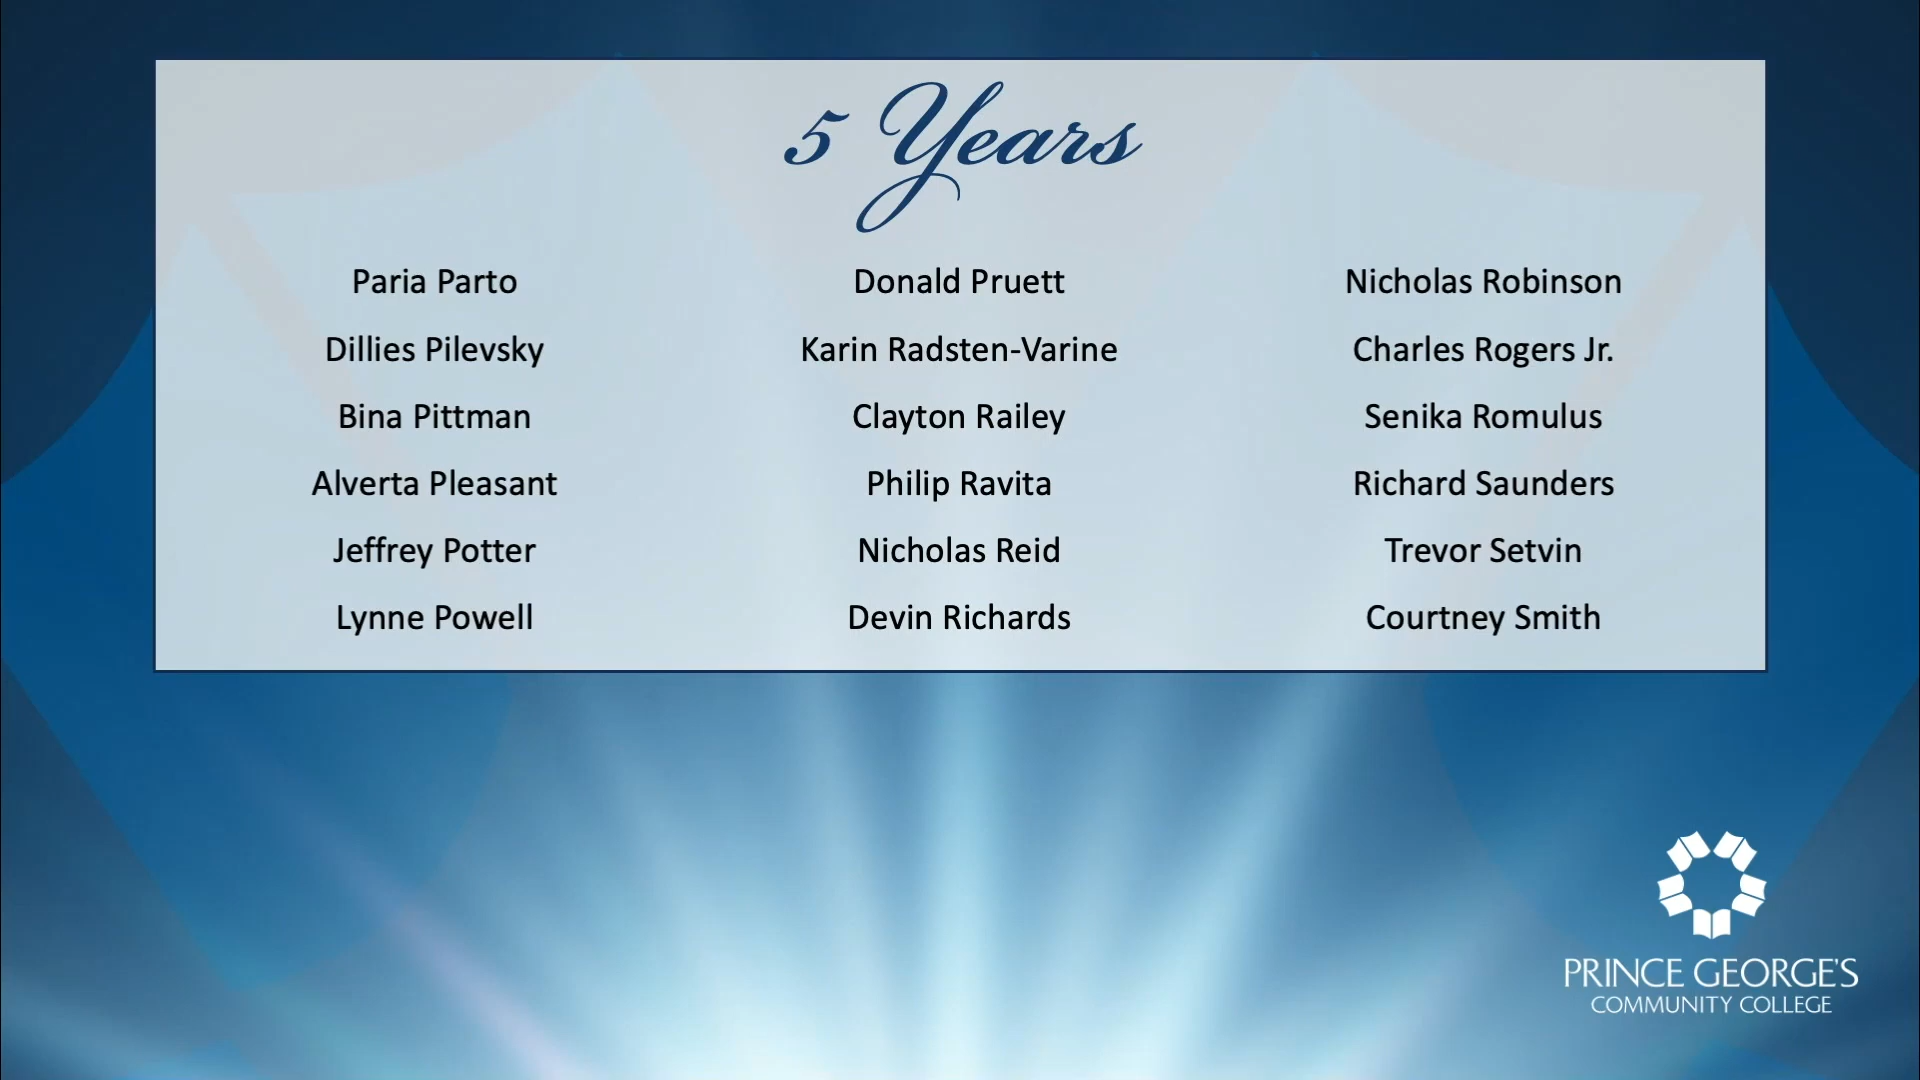 5 Years
Paria Parto
Dillies Pilevsky
Bina Pittman
Alverta Pleasant
Jeffrey Potter
Lynne Powell
Donald Pruett
Karin Radsten-Varine
Clayton Railey
Philip Ravita
Nicholas Reid
Devin Richards
Nicholas Robinson
Charles Rogers Jr.
Senika Romulus
Richard Saunders
Trevor Setvin
Courtney Smith
PRINCE GEORGE'S
COMMUNITY COLLEGE